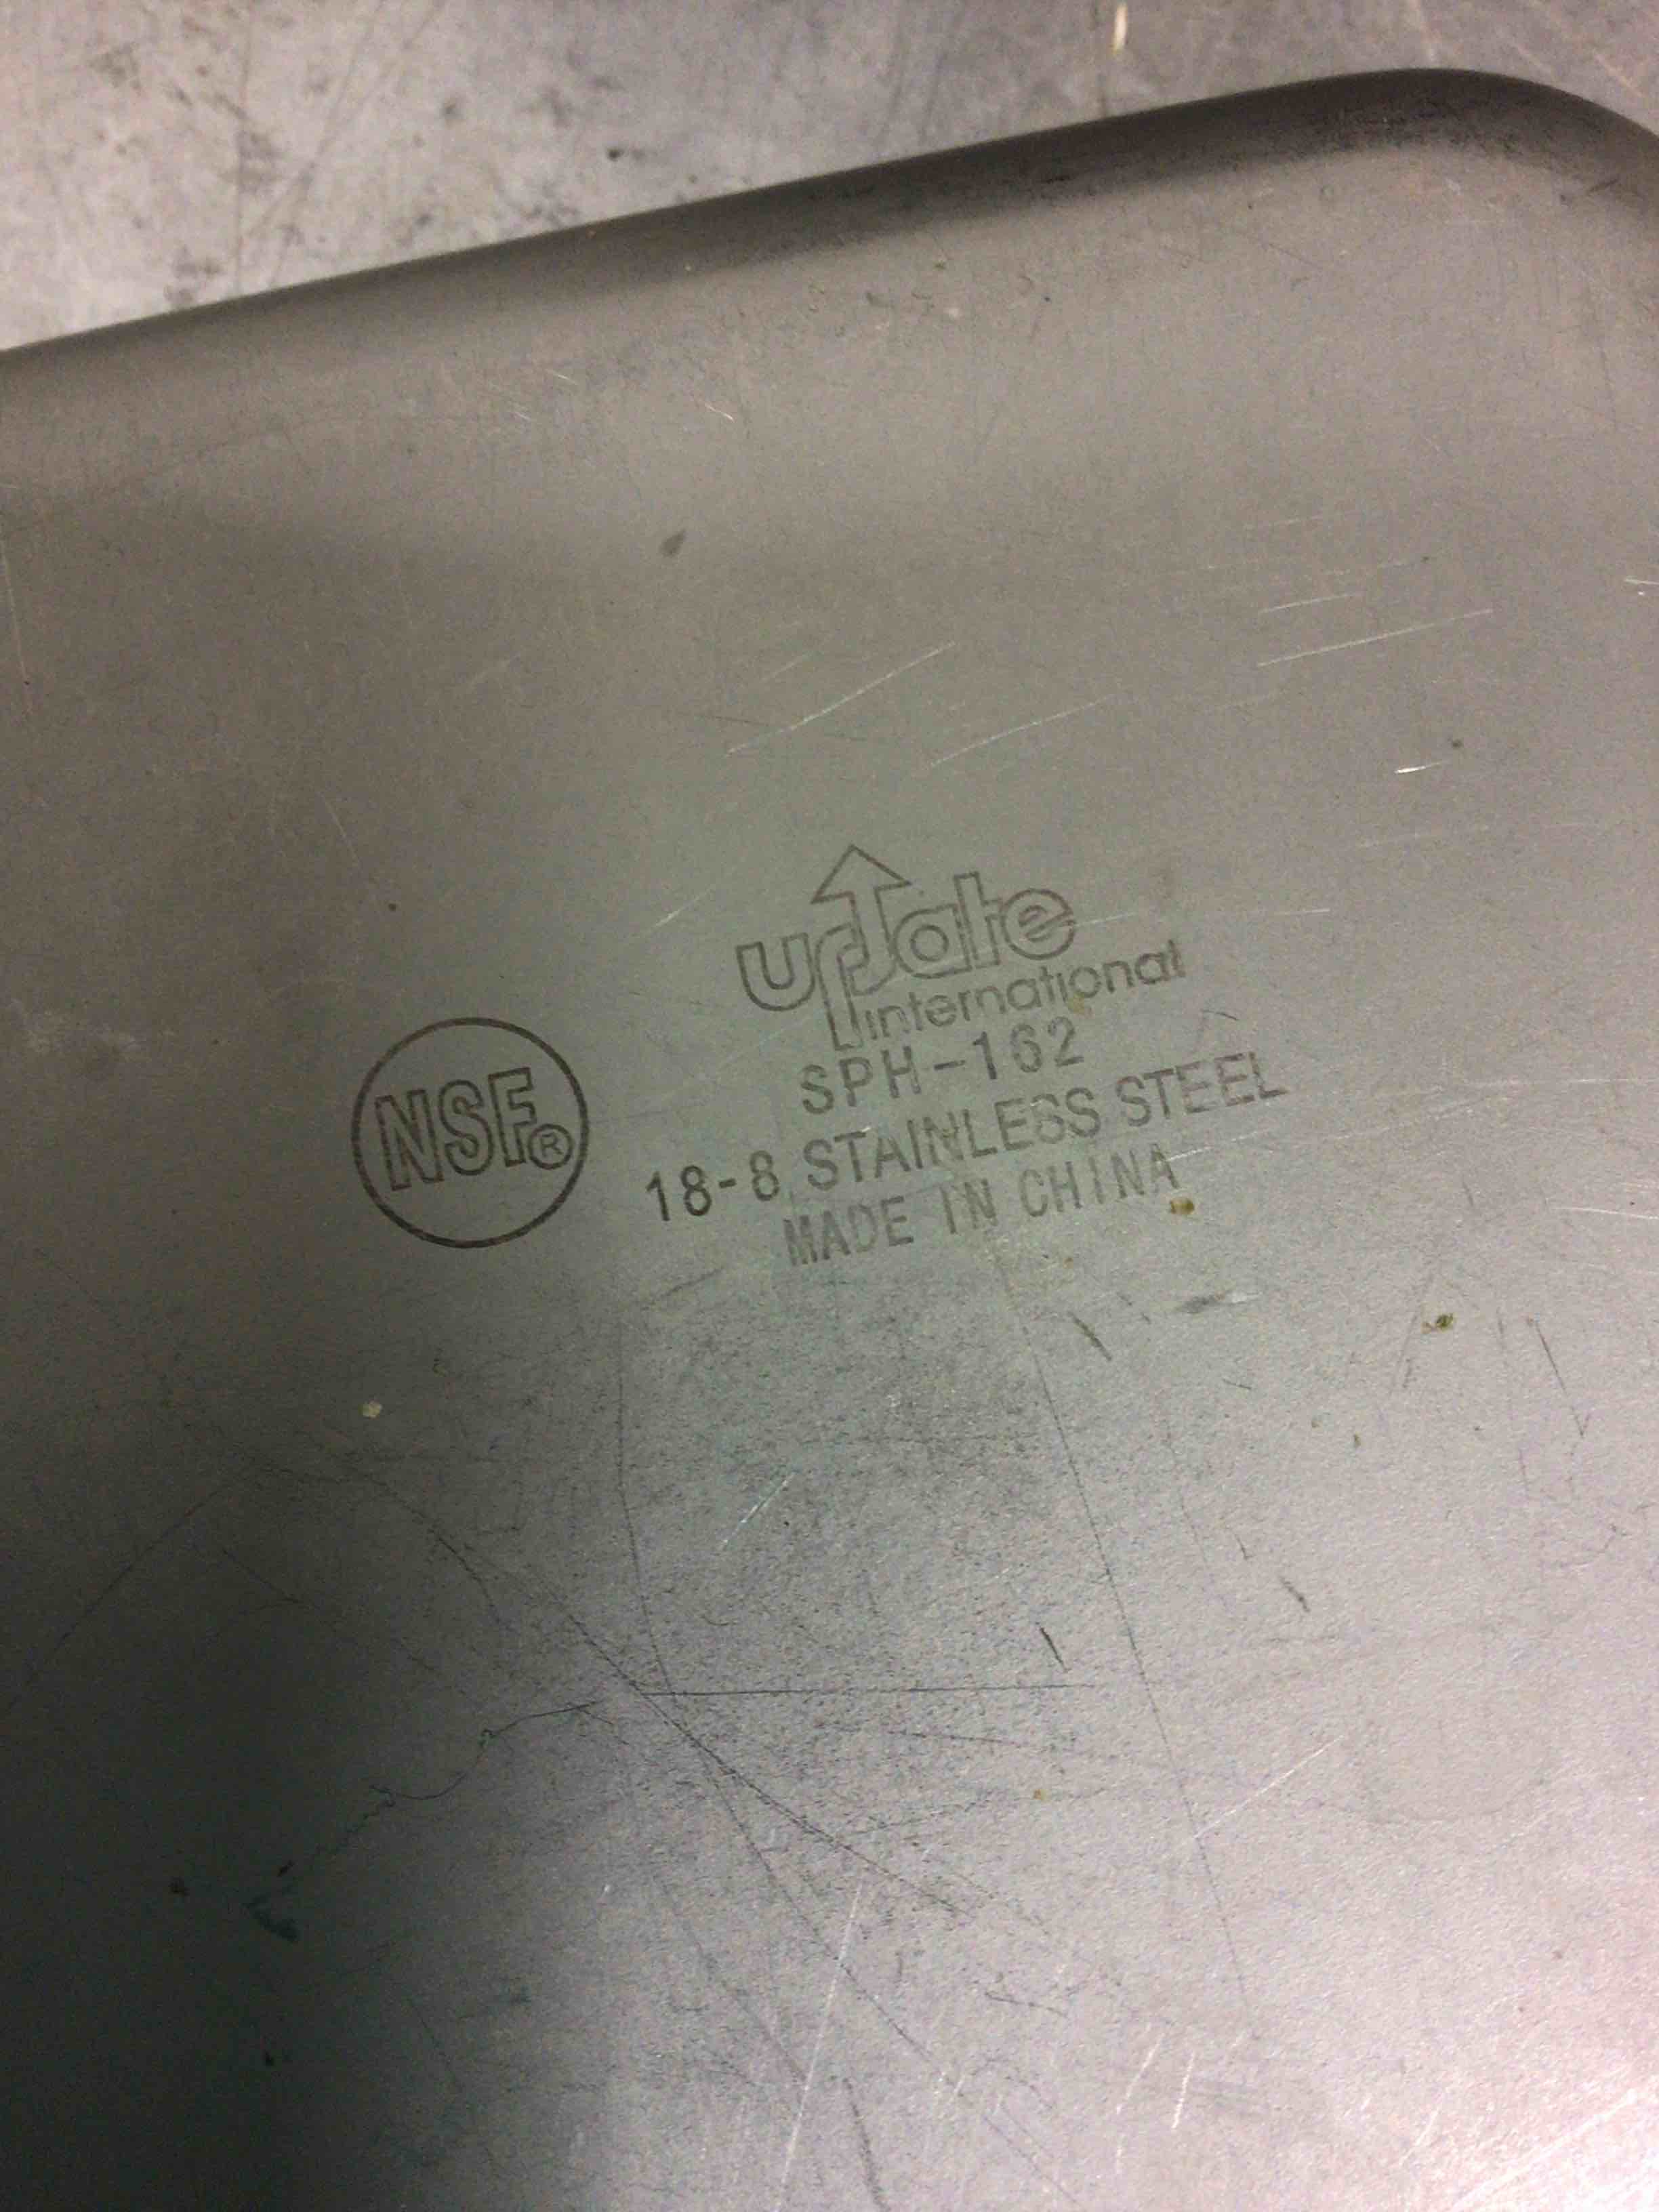 update
international
NSF®
SPH-162
18-8 STAINLESS STEEL
MADE IN CHINA